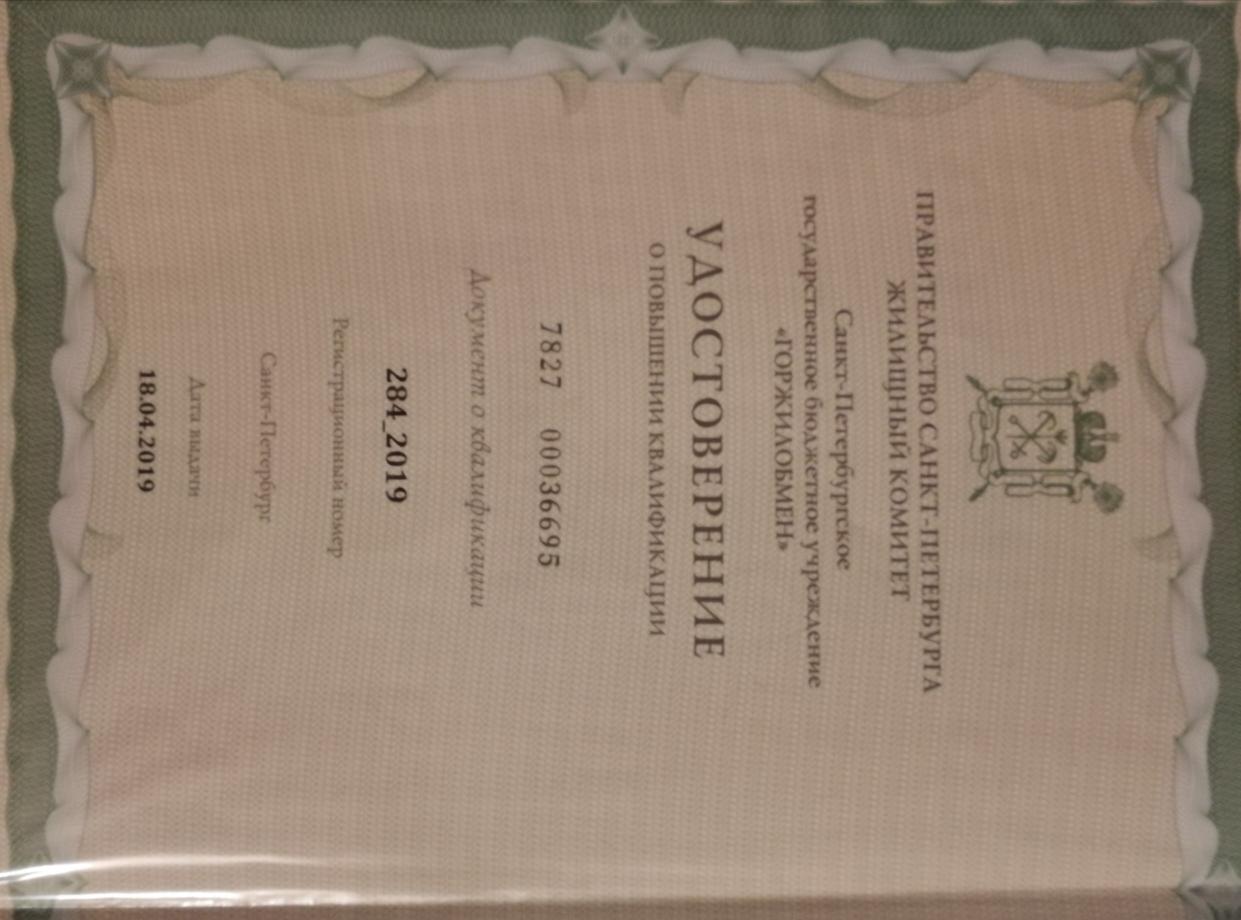 ПРАВИТЕЛЬСТВО САНКТ-ПЕТЕРБУРГА
ЖИЛИЩНЫЙ КОМИТЕТ
Санкт-Петербургское
государственное бюджетное учреждение
«ГОРЖИЛОБМЕН»
УДОСТОВЕРЕНИЕ
О ПОВЫШЕНИИ КВАЛИФИКАЦИИ
7827 00036695
Документ о квалификации
284_2019
Регистрационный номер
Санкт-Петербург
Дата выдачи
18.04.2019